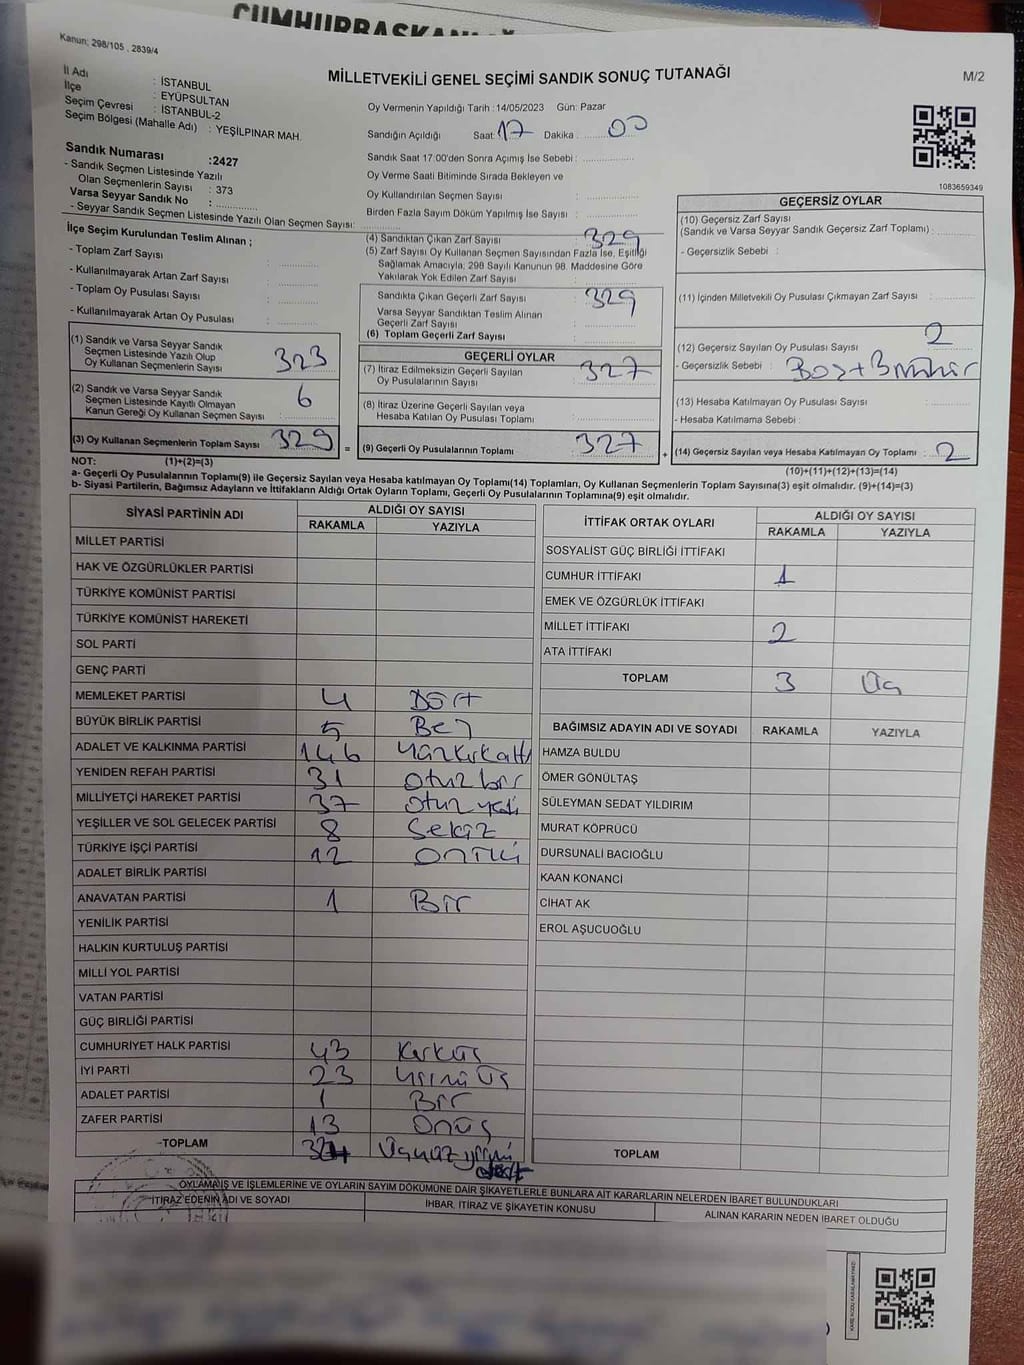 CUMHURBAŞKANLIĞ
Kanun: 298/105 , 2839/4
MİLLETVEKİLİ GENEL SEÇİMİ SANDIK SONUÇ TUTANAĞI
M/2
İl Adı : İSTANBUL
İlçe : EYÜPSULTAN
Seçim Çevresi : İSTANBUL-2
Seçim Bölgesi (Mahalle Adı) : YEŞİLPINAR MAH.
Sandık Numarası :2427
- Sandık Seçmen Listesinde Yazılı
Olan Seçmenlerin Sayısı : 373
Varsa Seyyar Sandık No :
- Seyyar Sandık Seçmen Listesinde Yazılı Olan Seçmen Sayısı:
Oy Vermenin Yapıldığı Tarih :14/05/2023 Gün: Pazar
Sandığın Açıldığı Saat: 17 Dakika : 00
Sandık Saat 17:00'den Sonra Açımış İse Sebebi :
Oy Verme Saati Bitiminde Sırada Bekleyen ve
Oy Kullandırılan Seçmen Sayısı :
Birden Fazla Sayım Döküm Yapılmış İse Sayısı :
1083659349
İlçe Seçim Kurulundan Teslim Alınan ;
- Toplam Zarf Sayısı :
- Kullanılmayarak Artan Zarf Sayısı :
- Toplam Oy Pusulası Sayısı :
- Kullanılmayarak Artan Oy Pusulası :
(4) Sandıktan Çıkan Zarf Sayısı : 329
(5) Zarf Sayısı Oy Kullanan Seçmen Sayısından Fazla İse, Eşitliği
Sağlamak Amacıyla, 298 Sayılı Kanunun 98. Maddesine Göre
Yakılarak Yok Edilen Zarf Sayısı :
Sandıkta Çıkan Geçerli Zarf Sayısı : 329
Varsa Seyyar Sandıktan Teslim Alınan
Geçerli Zarf Sayısı :
(6) Toplam Geçerli Zarf Sayısı :
GEÇERSİZ OYLAR
(10) Geçersiz Zarf Sayısı
(Sandık ve Varsa Seyyar Sandık Geçersiz Zarf Toplamı) :
- Geçersizlik Sebebi :
(11) İçinden Milletvekili Oy Pusulası Çıkmayan Zarf Sayısı :
(12) Geçersiz Sayılan Oy Pusulası Sayısı : 2
- Geçersizlik Sebebi :
(13) Hesaba Katılmayan Oy Pusulası Sayısı :
- Hesaba Katılmama Sebebi :
(14) Geçersiz Sayılan veya Hesaba Katılmayan Oy Toplamı : 2
(10)+(11)+(12)+(13)=(14)
(1) Sandık ve Varsa Seyyar Sandık
Seçmen Listesinde Yazılı Olup
Oy Kullanan Seçmenlerin Sayısı : 323
(2) Sandık ve Varsa Seyyar Sandık
Seçmen Listesinde Kayıtlı Olmayan
Kanun Gereği Oy Kullanan Seçmen Sayısı : 6
(3) Oy Kullanan Seçmenlerin Toplam Sayısı : 329 =
GEÇERLİ OYLAR
(7) İtiraz Edilmeksizin Geçerli Sayılan
Oy Pusulalarının Sayısı : 327
(8) İtiraz Üzerine Geçerli Sayılan veya
Hesaba Katılan Oy Pusulası Toplamı :
(9) Geçerli Oy Pusulalarının Toplamı : 327 +
NOT: (1)+(2)=(3)
a- Geçerli Oy Pusulaları Toplamı(9) ile Geçersiz Sayılan veya Hesaba katılmayan Oy Toplamı(14) Toplamları, Oy Kullanan Seçmenlerin Toplam Sayısına(3) eşit olmalıdır. (9)+(14)=(3)
b- Siyasi Partilerin, Bağımsız Adayların ve İttifakların Aldığı Ortak Oyların Toplamı, Geçerli Oy Pusulalarının Toplamına(9) eşit olmalıdır.
SİYASİ PARTİNİN ADI ALDIĞI OY SAYISI
RAKAMLA YAZIYLA
MİLLET PARTİSİ
HAK VE ÖZGÜRLÜKLER PARTİSİ
TÜRKİYE KOMÜNİST PARTİSİ
TÜRKİYE KOMÜNİST HAREKETİ
SOL PARTİ
GENÇ PARTİ
MEMLEKET PARTİSİ 4 Dört
BÜYÜK BİRLİK PARTİSİ 5 Beş
ADALET VE KALKINMA PARTİSİ 146 Yüzkırkaltı
YENİDEN REFAH PARTİSİ 31 otuz bir
MİLLİYETÇİ HAREKET PARTİSİ 37 otuz yedi
YEŞİLLER VE SOL GELECEK PARTİSİ 8 Sekiz
TÜRKİYE İŞÇİ PARTİSİ 12 oniki
ADALET BİRLİK PARTİSİ
ANAVATAN PARTİSİ 1 Bir
YENİLİK PARTİSİ
HALKIN KURTULUŞ PARTİSİ
MİLLİ YOL PARTİSİ
VATAN PARTİSİ
GÜÇ BİRLİĞİ PARTİSİ
CUMHURİYET HALK PARTİSİ 43 Kırküç
İYİ PARTİ 23 Yirmi üç
ADALET PARTİSİ 1 Bir
ZAFER PARTİSİ 13 Onüç
-TOPLAM 324 Üçyüzyirmi dört
İTTİFAK ORTAK OYLARI ALDIĞI OY SAYISI
RAKAMLA YAZIYLA
SOSYALİST GÜÇ BİRLİĞİ İTTİFAKI
CUMHUR İTTİFAKI 1
EMEK VE ÖZGÜRLÜK İTTİFAKI
MİLLET İTTİFAKI 2
ATA İTTİFAKI
TOPLAM 3 Üç
BAĞIMSIZ ADAYIN ADI VE SOYADI RAKAMLA YAZIYLA
HAMZA BULDU
ÖMER GÖNÜLTAŞ
SÜLEYMAN SEDAT YILDIRIM
MURAT KÖPRÜCÜ
DURSUNALİ BACIOĞLU
KAAN KONANCI
CİHAT AK
EROL AŞUCUOĞLU
TOPLAM
OYLAMA İŞ VE İŞLEMLERİNE VE OYLARIN SAYIM DÖKÜMÜNE DAİR ŞİKAYETLERLE BUNLARA AİT KARARLARIN NELERDEN İBARET BULUNDUKLARI
İTİRAZ EDENİN ADI VE SOYADI İHBAR, İTİRAZ VE ŞİKAYETİN KONUSU ALINAN KARARIN NEDEN İBARET OLDUĞU